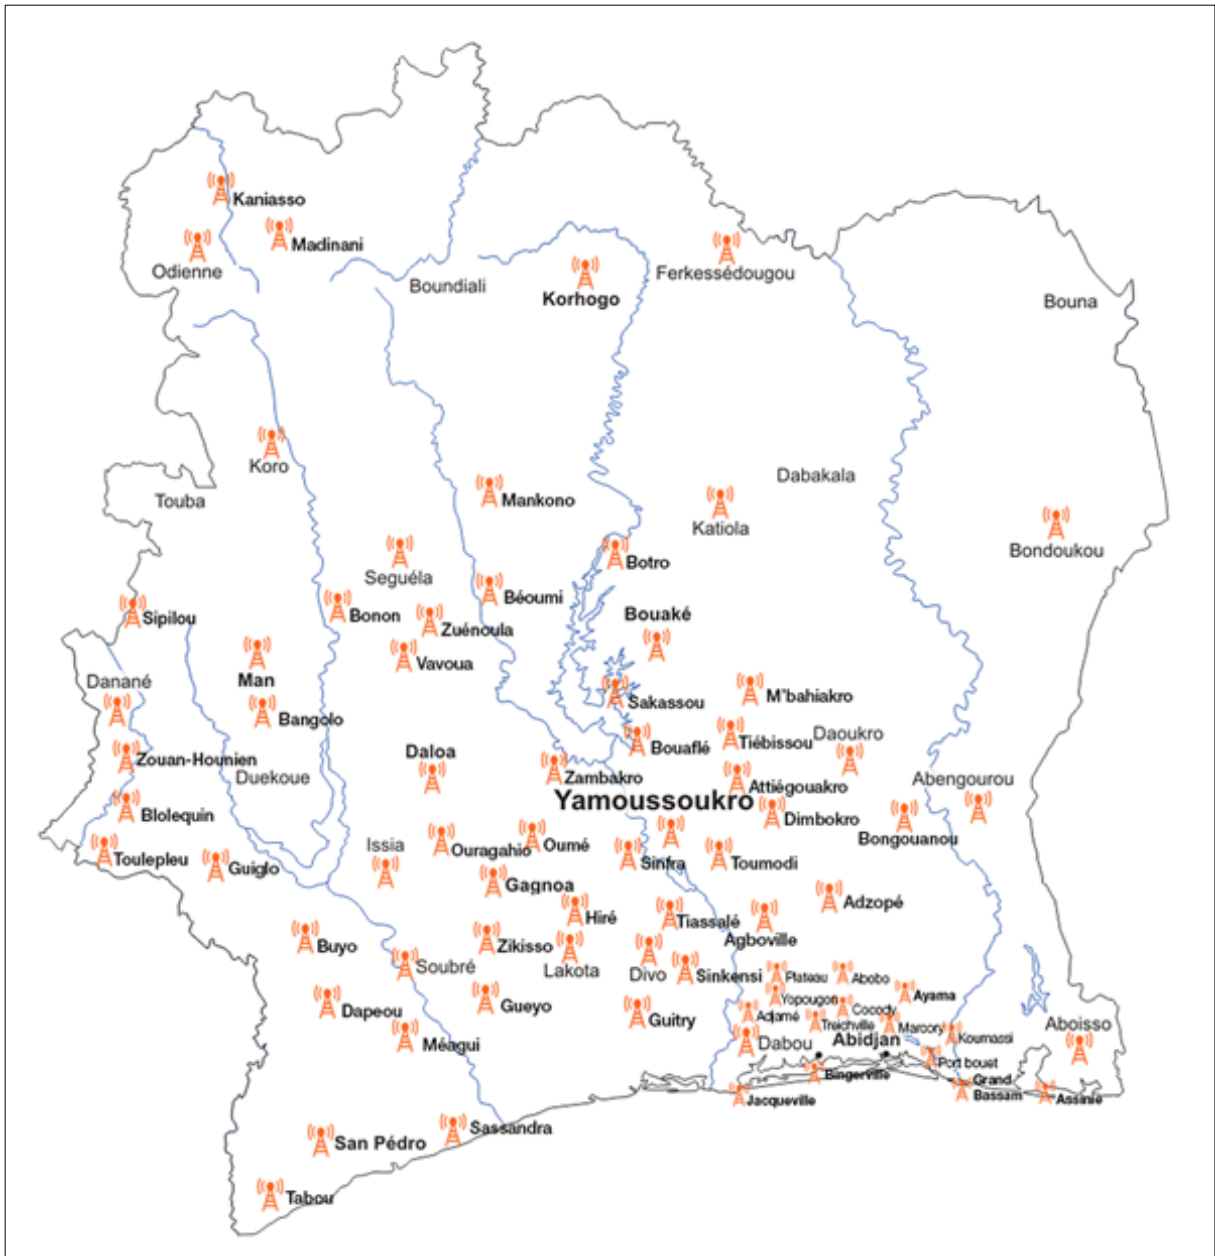 Kaniasso
Madinani
Odienne
Boundiali
Korhogo
Ferkessédougou
Bouna
Koro
Touba
Mankono
Dabakala
Katiola
Bondoukou
Seguéla
Botro
Béoumi
Sipilou
Bonon
Zuénoula
Bouaké
Vavoua
Man
Danané
Sakassou
M'bahiakro
Bangolo
Tiébissou
Daoukro
Bouaflé
Zouan-Hounien
Duekoue
Daloa
Zambakro
Attiégouakro
Abengourou
Yamoussoukro
Blolequin
Dimbokro
Bongouanou
Issia
Ouragahio
Oumé
Sinfra
Toumodi
Toulepleu
Guiglo
Gagnoa
Adzopé
Hiré
Tiassalé
Agboville
Buyo
Zikisso
Lakota
Divo
Sinkensi
Soubré
Plateau
Abobo
Ayama
Yopougon
Dapeou
Gueyo
Guitry
Adjamé
Cocody
Treichville
Marcory
Koumassi
Aboisso
Méagui
Dabou
Abidjan
Port bouet
Bingerville
Grand
Bassam
Jacqueville
Assinie
Sassandra
San Pédro
Tabou